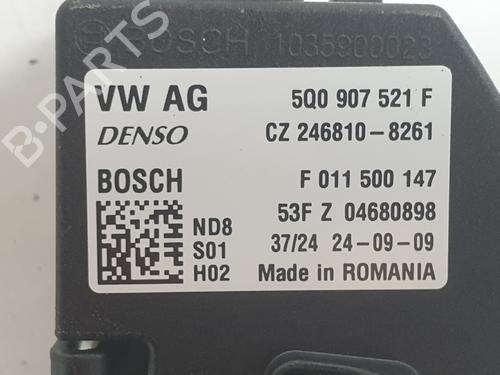 BOSCH 1035900023
VW AG 5Q0 907 521 F
DENSO CZ 246810-8261
BOSCH F 011 500 147
ND8 53F Z 04680898
S01 37/24 24-09-09
H02 Made in ROMANIA
B-PARTS